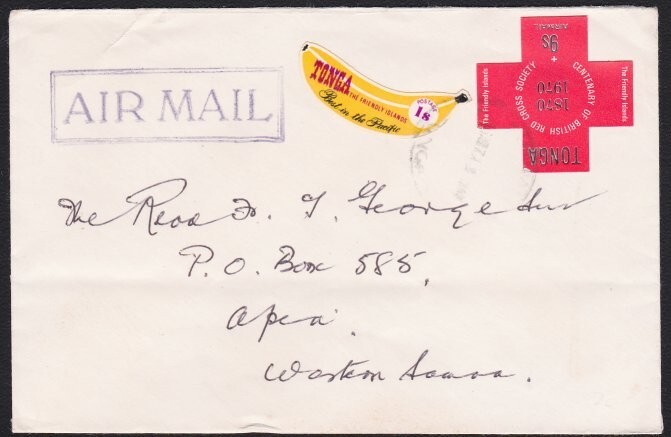 AIR MAIL
TONGA
THE FRIENDLY ISLANDS
Best in the Pacific
POSTAGE
1s
AIRMAIL
9s
The Friendly Islands
CENTENARY OF BRITISH RED CROSS SOCIETY +
1870
1970
The Friendly Islands
TONGA
The Fr. T. George
P.O. Box 585,
Apia.
Western Samoa.